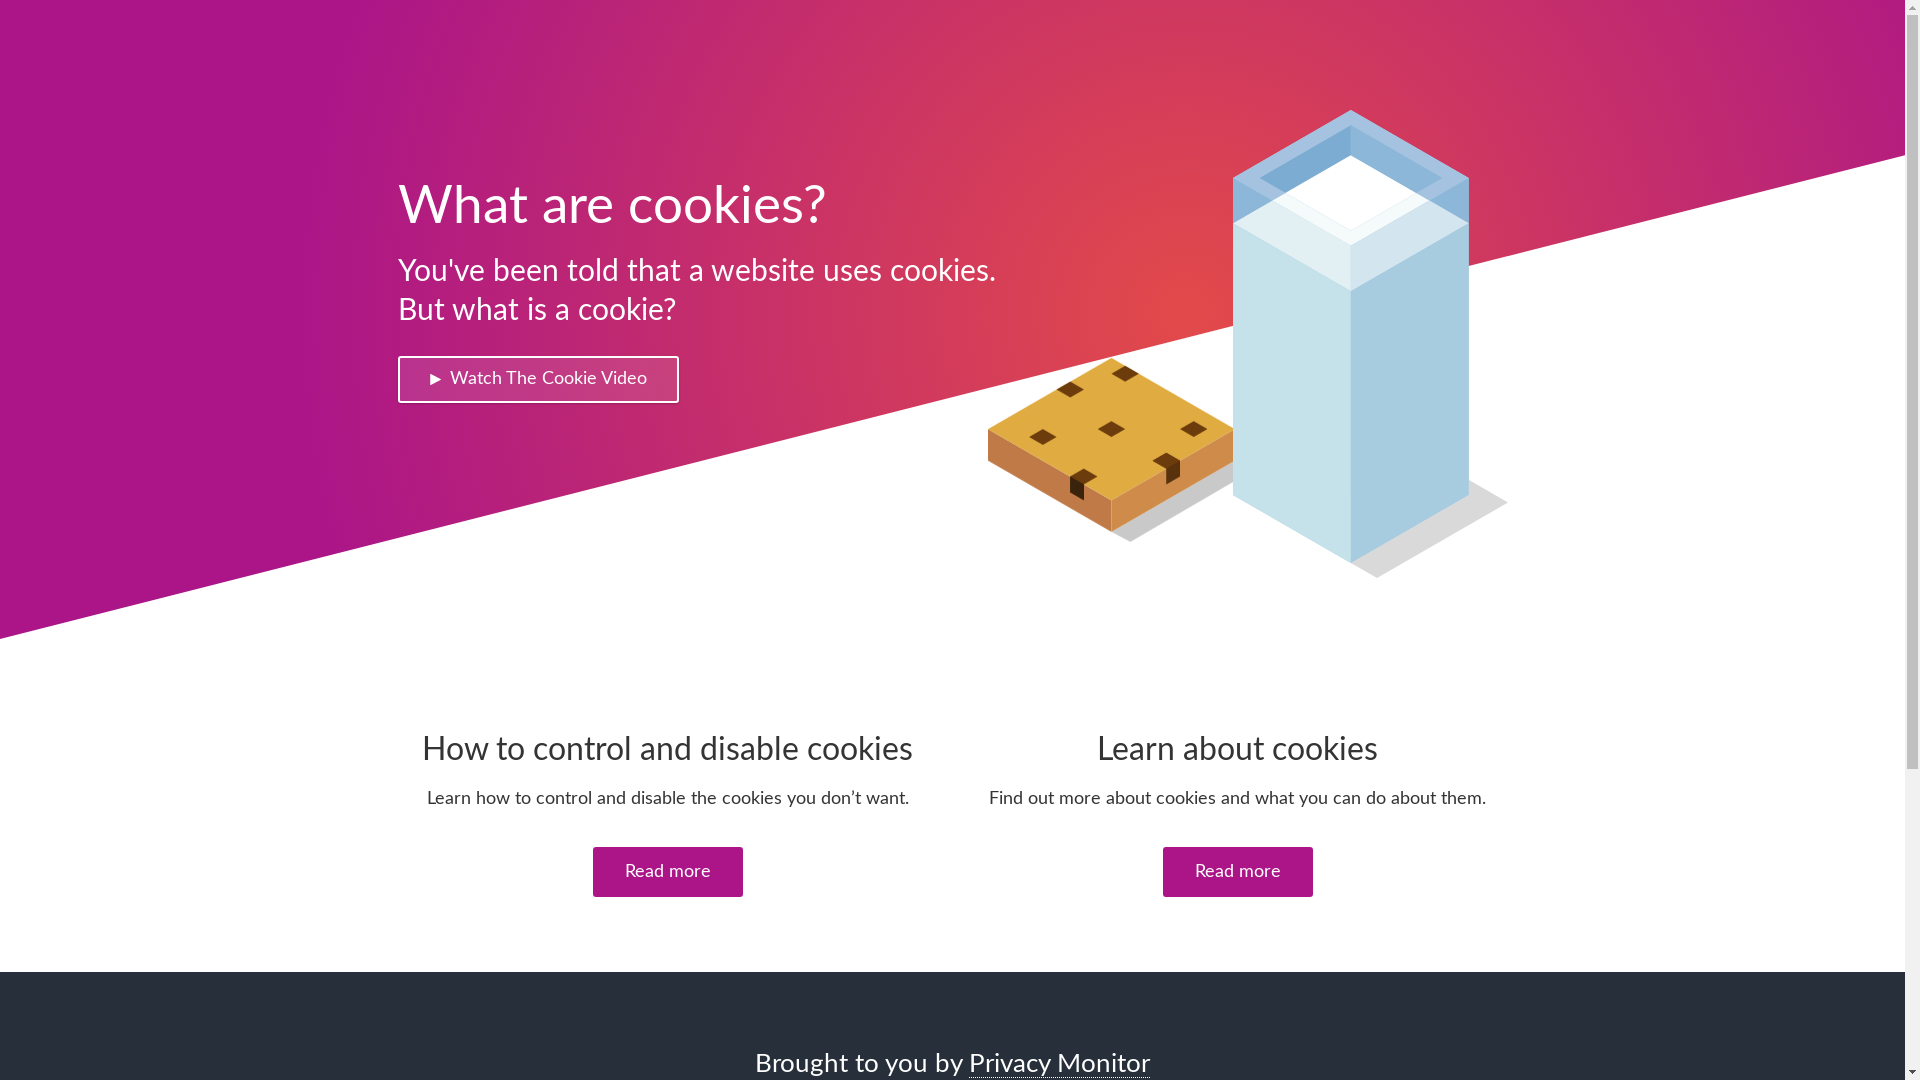 What are cookies?
You've been told that a website uses cookies.
But what is a cookie?
▶ Watch The Cookie Video
How to control and disable cookies
Learn how to control and disable the cookies you don’t want.
Read more
Learn about cookies
Find out more about cookies and what you can do about them.
Read more
Brought to you by Privacy Monitor